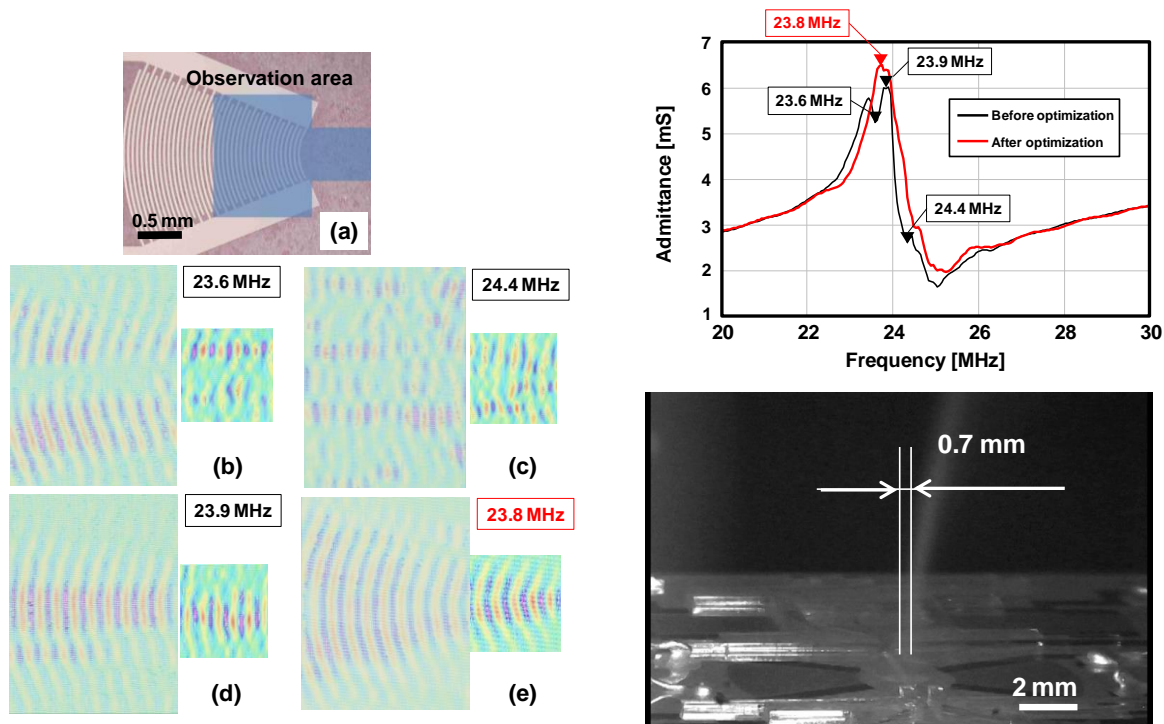 Observation area
0.5 mm
(a)
23.6 MHz
(b)
24.4 MHz
(c)
23.9 MHz
(d)
23.8 MHz
(e)
23.8 MHz
23.9 MHz
23.6 MHz
24.4 MHz
Before optimization
After optimization
Admittance [mS]
7
6
5
4
3
2
1
20 22 24 26 28 30
Frequency [MHz]
0.7 mm
2 mm